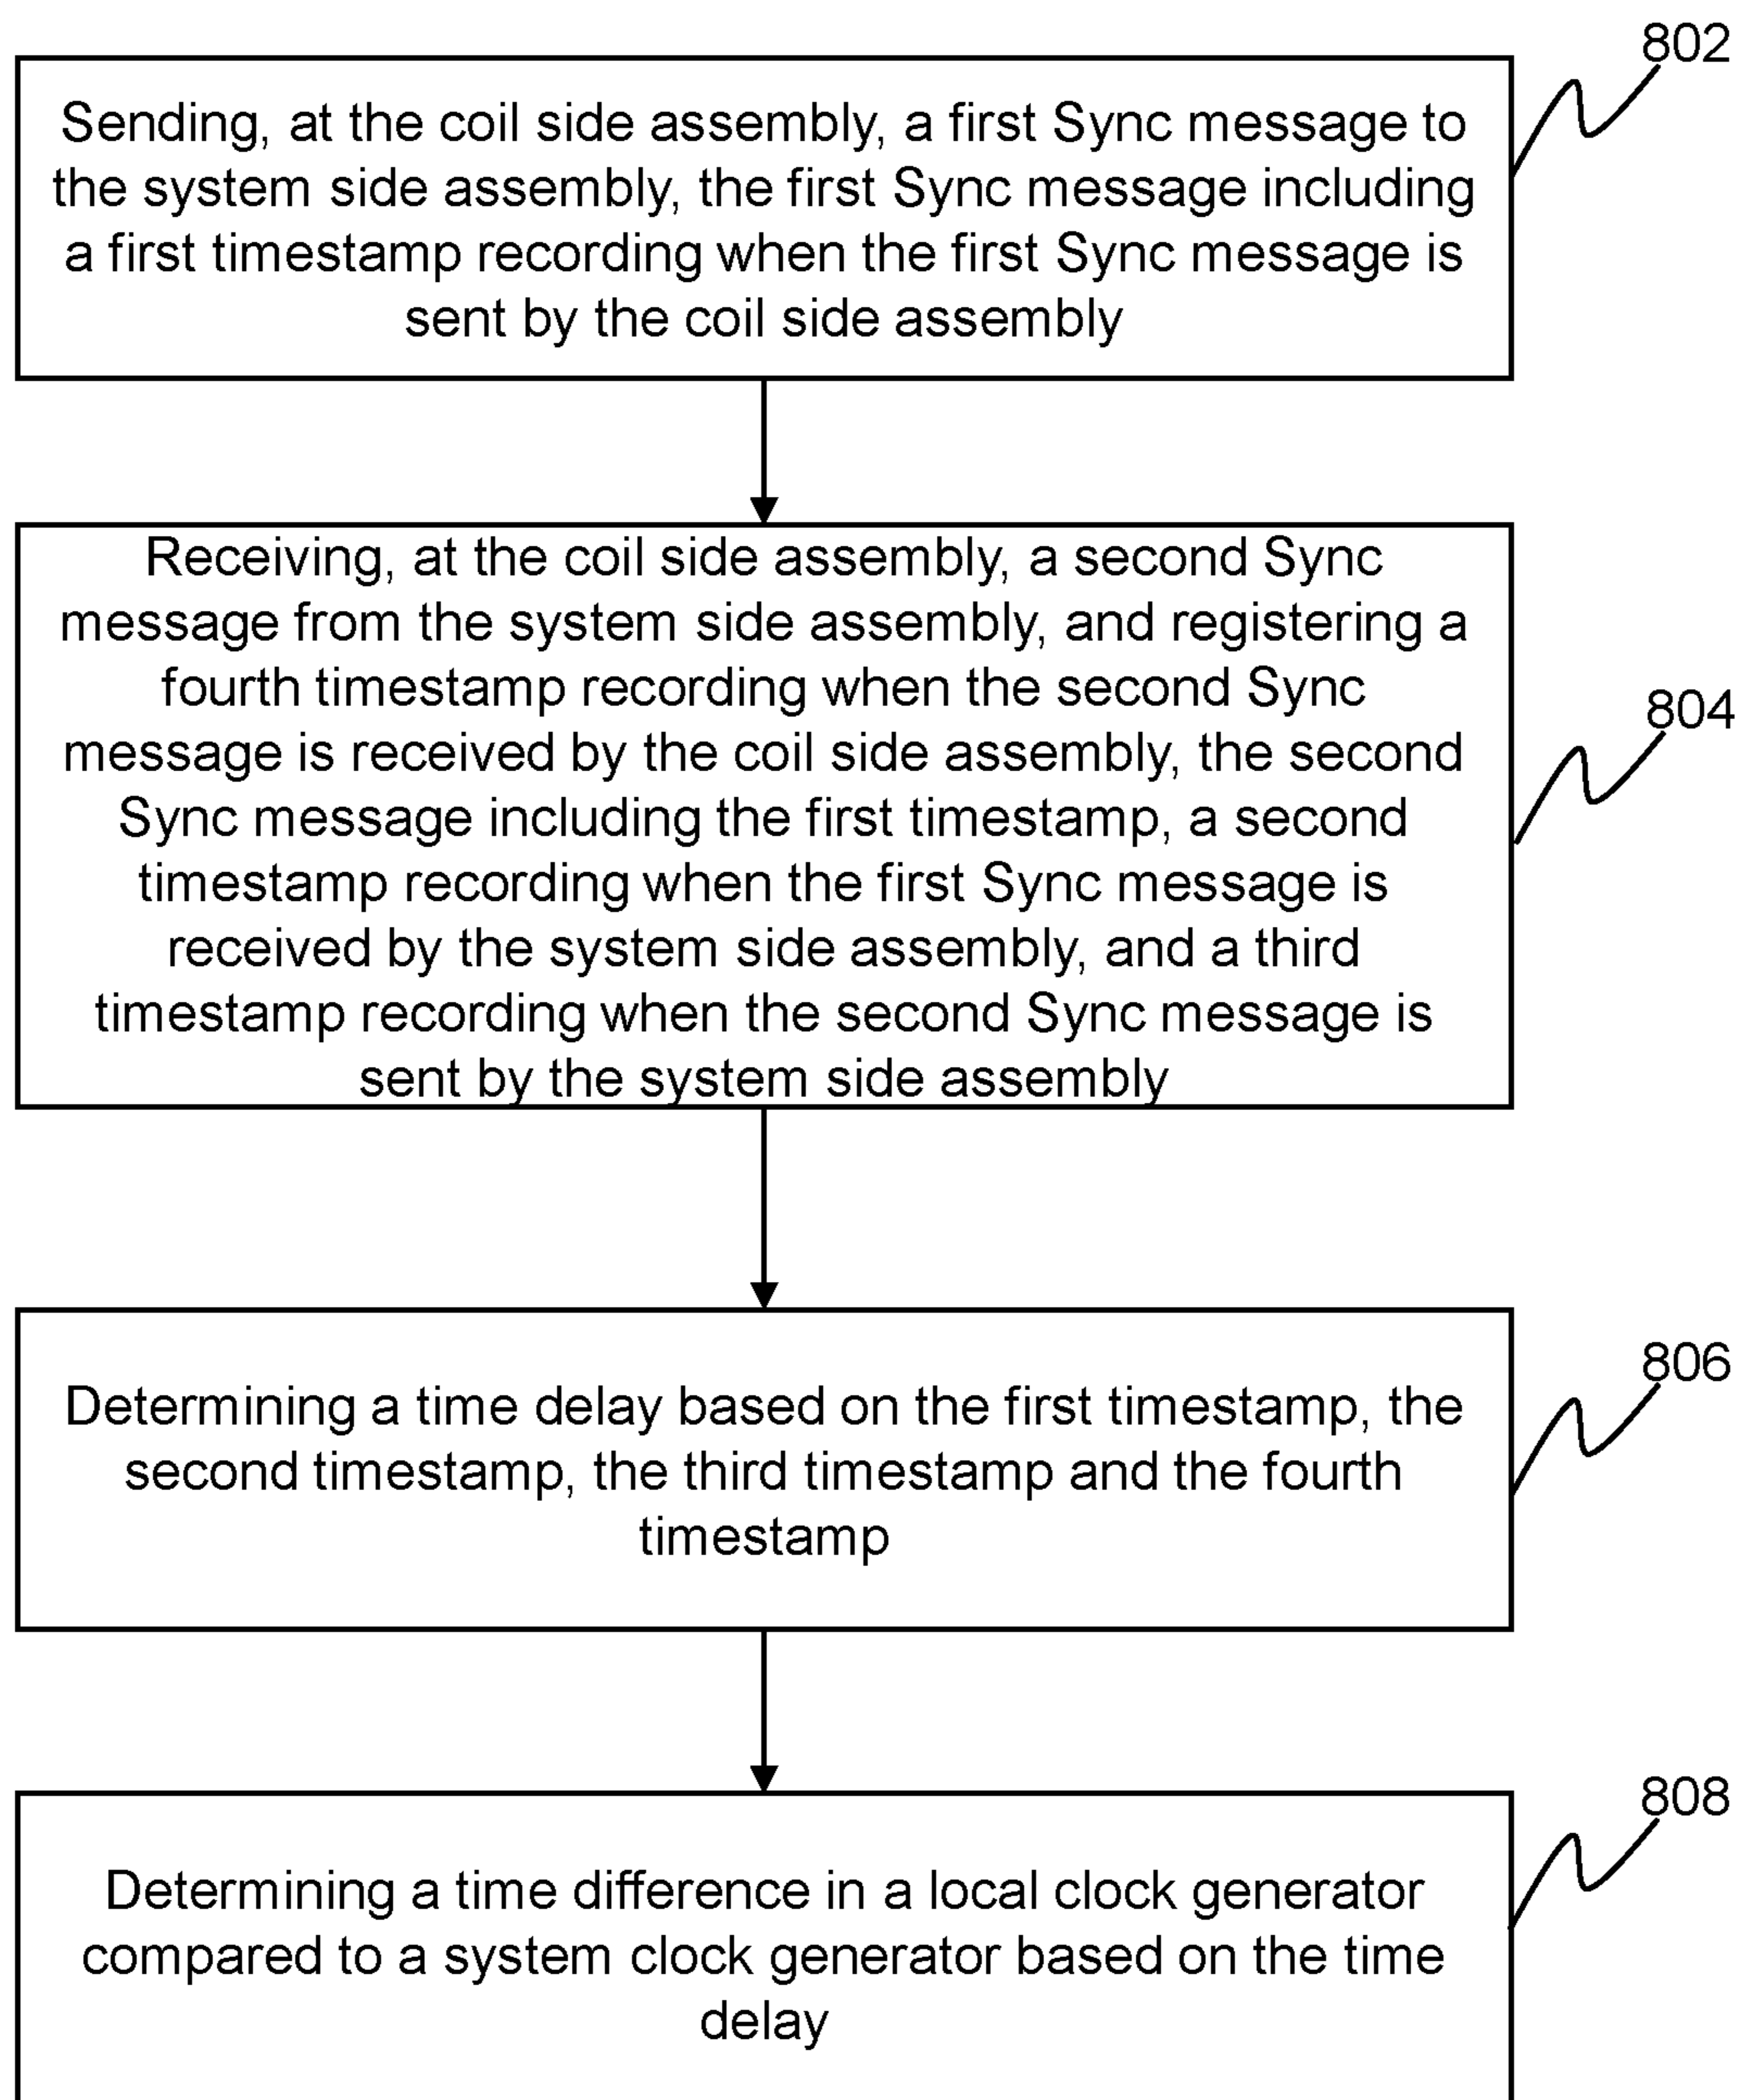 802
Sending, at the coil side assembly, a first Sync message to
the system side assembly, the first Sync message including
a first timestamp recording when the first Sync message is
sent by the coil side assembly
Receiving, at the coil side assembly, a second Sync
message from the system side assembly, and registering a
fourth timestamp recording when the second Sync
message is received by the coil side assembly, the second
Sync message including the first timestamp, a second
timestamp recording when the first Sync message is
received by the system side assembly, and a third
timestamp recording when the second Sync message is
sent by the system side assembly
804
Determining a time delay based on the first timestamp, the
second timestamp, the third timestamp and the fourth
timestamp
806
Determining a time difference in a local clock generator
compared to a system clock generator based on the time
delay
808